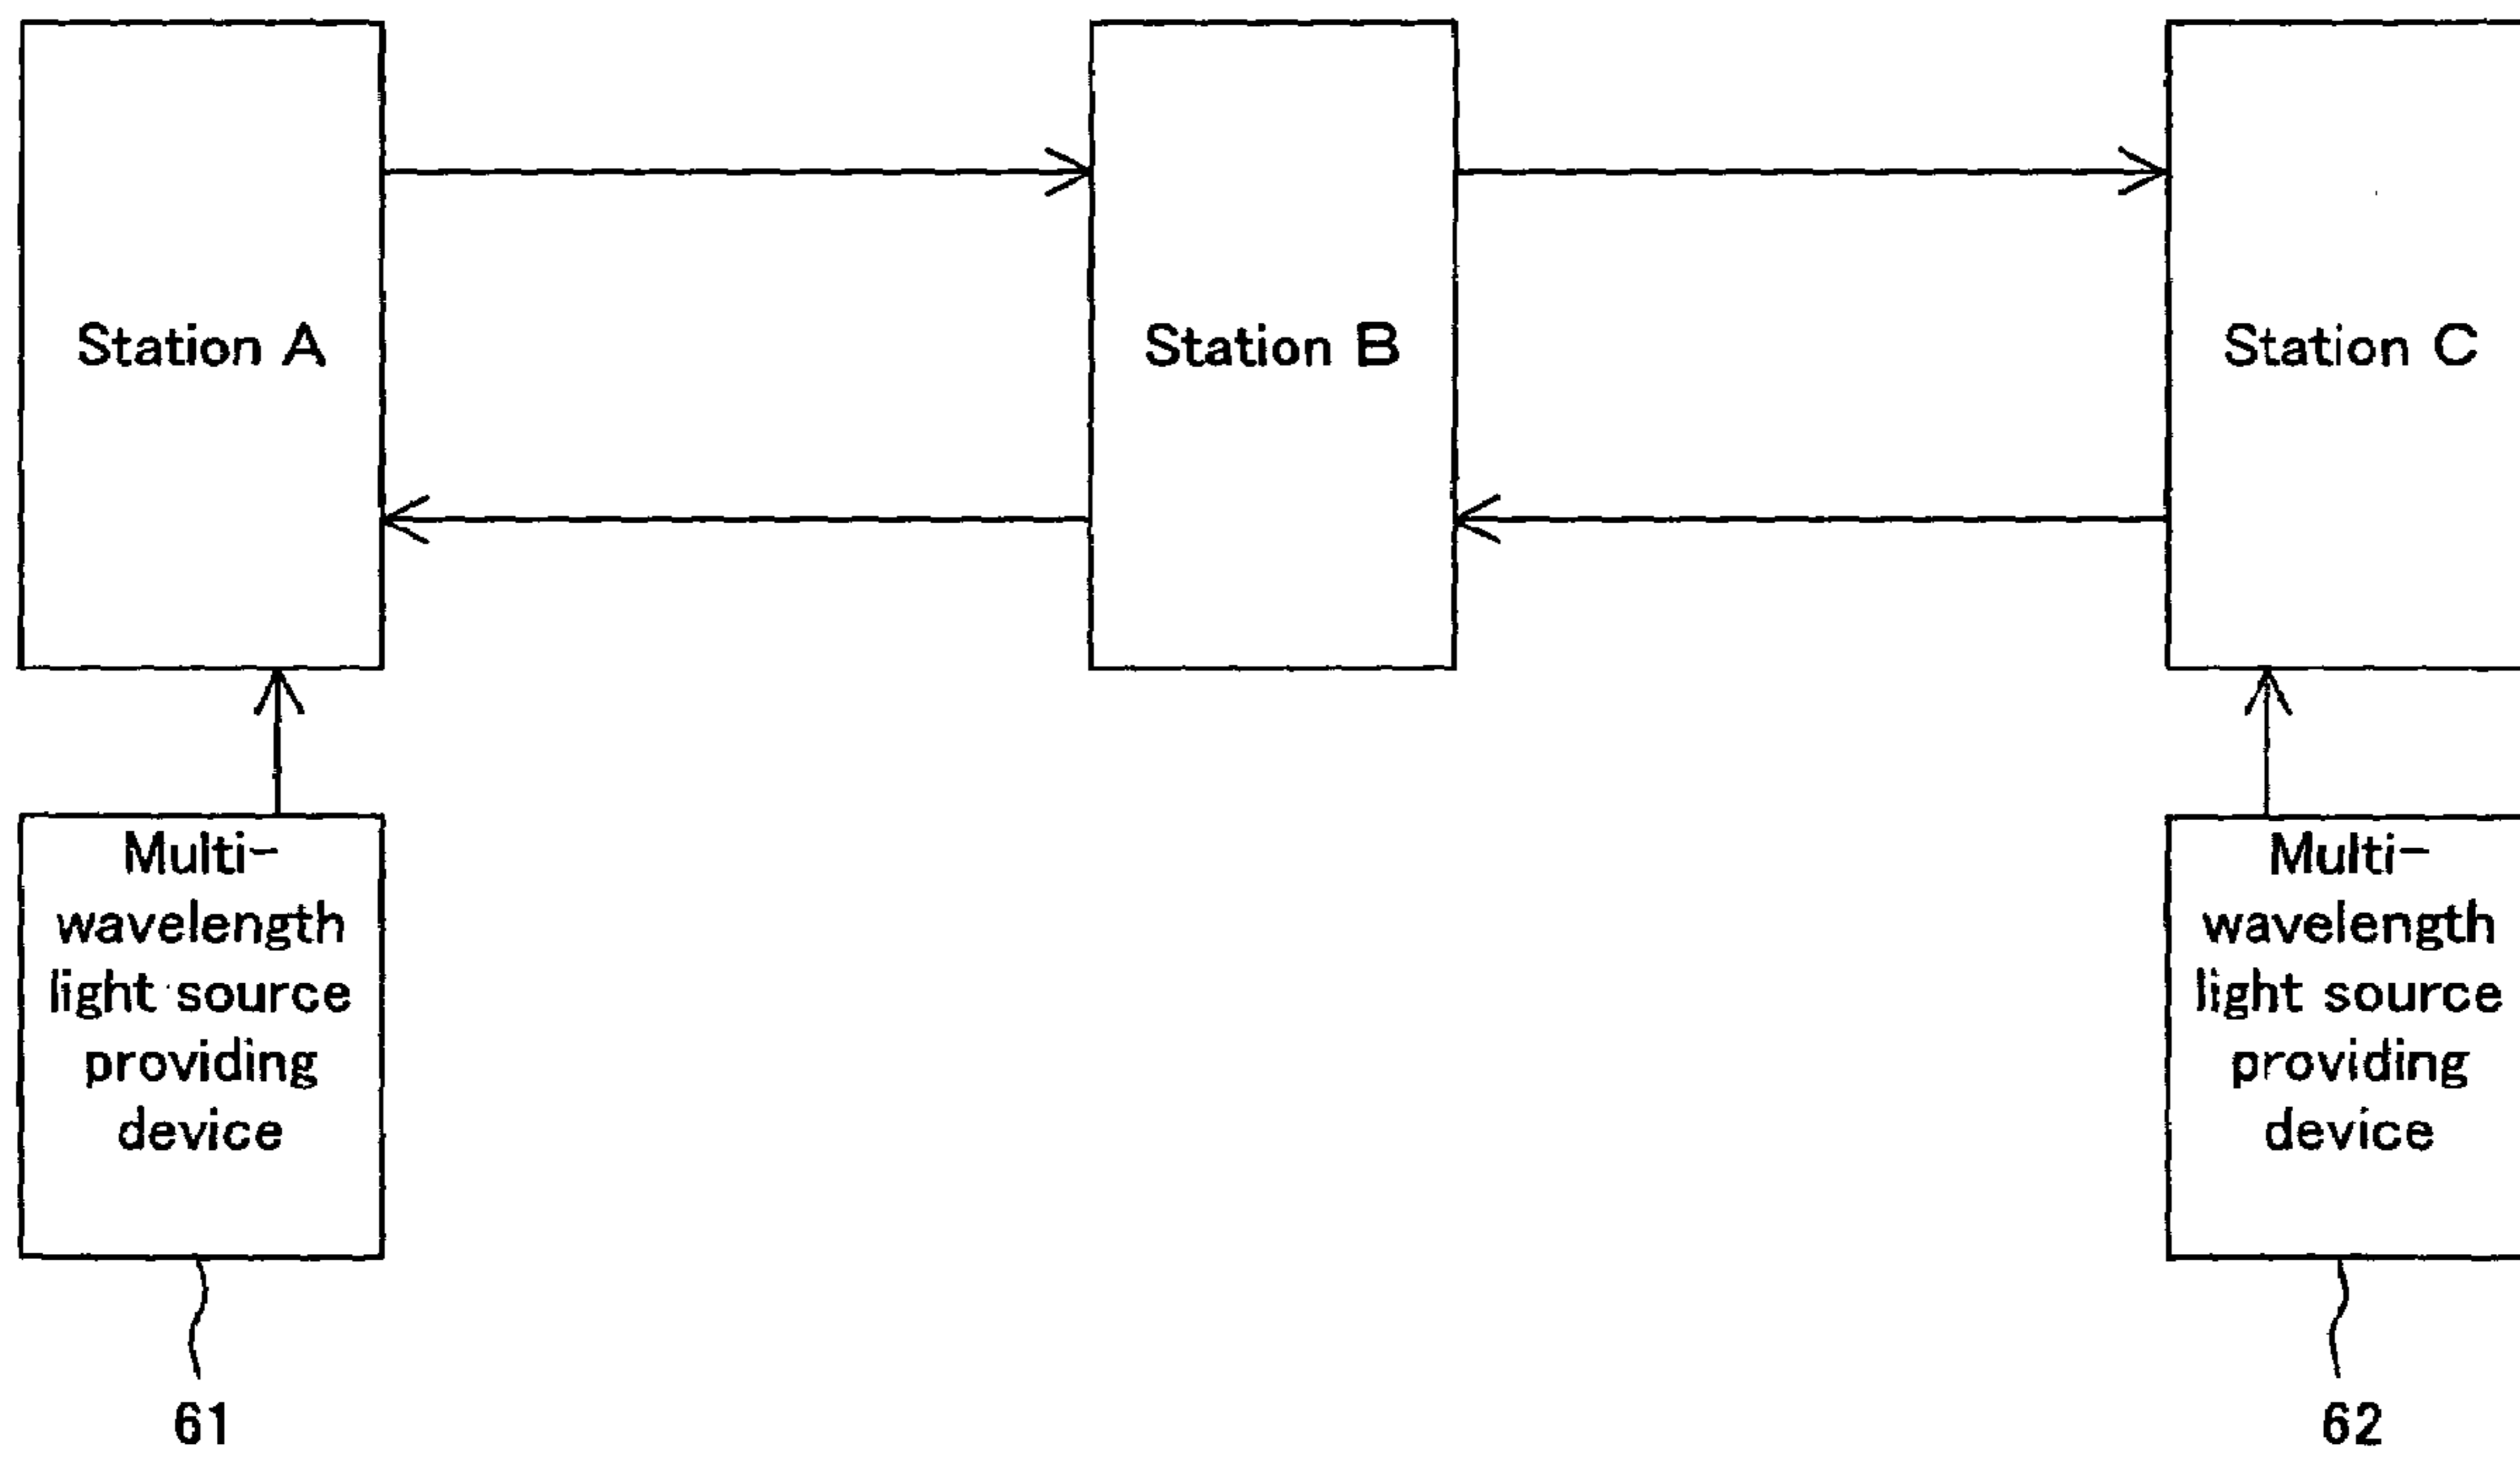 Station A
Station B
Station C
Multi-
wavelength
light source
providing
device
Multi-
wavelength
light source
providing
device
61
62